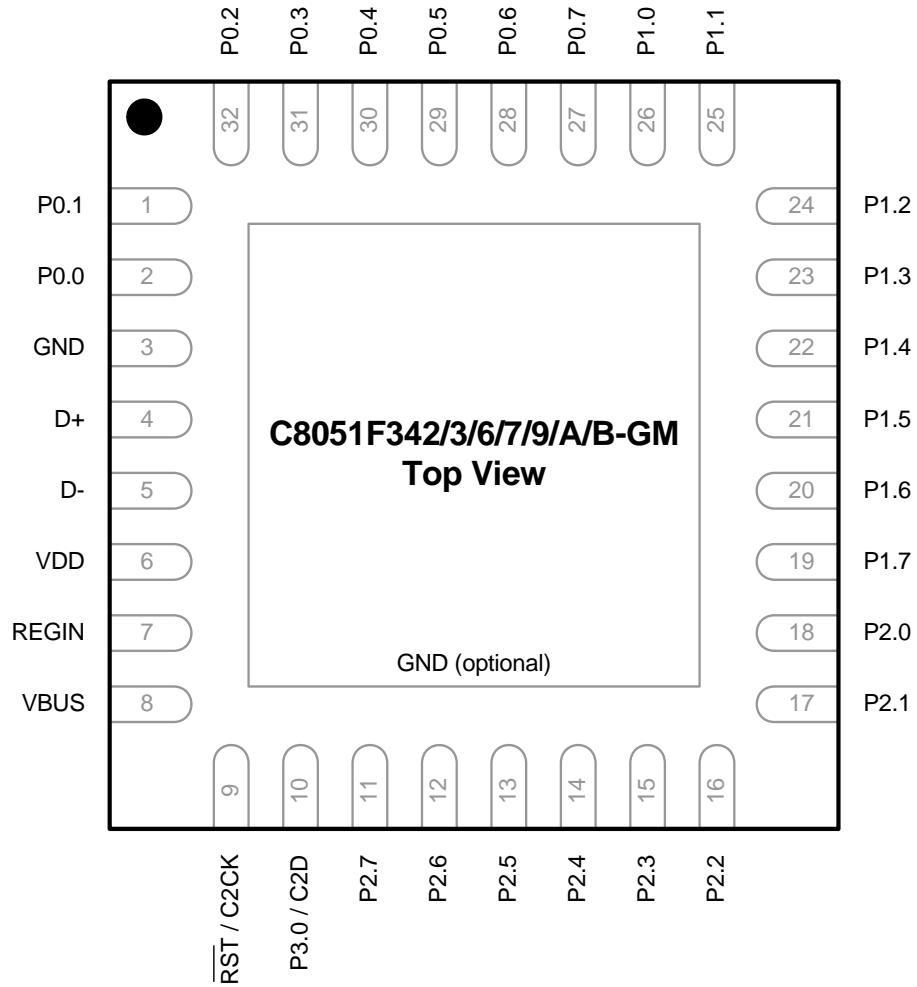 P0.2
P0.3
P0.4
P0.5
P0.6
P0.7
P1.0
P1.1
32
31
30
29
28
27
26
25
P0.1
1
24
P1.2
P0.0
2
23
P1.3
GND
3
22
P1.4
D+
4
21
P1.5
C8051F342/3/6/7/9/A/B-GM
Top View
D-
5
20
P1.6
VDD
6
19
P1.7
REGIN
7
18
P2.0
GND (optional)
VBUS
8
17
P2.1
9
10
11
12
13
14
15
16
RST / C2CK
P3.0 / C2D
P2.7
P2.6
P2.5
P2.4
P2.3
P2.2